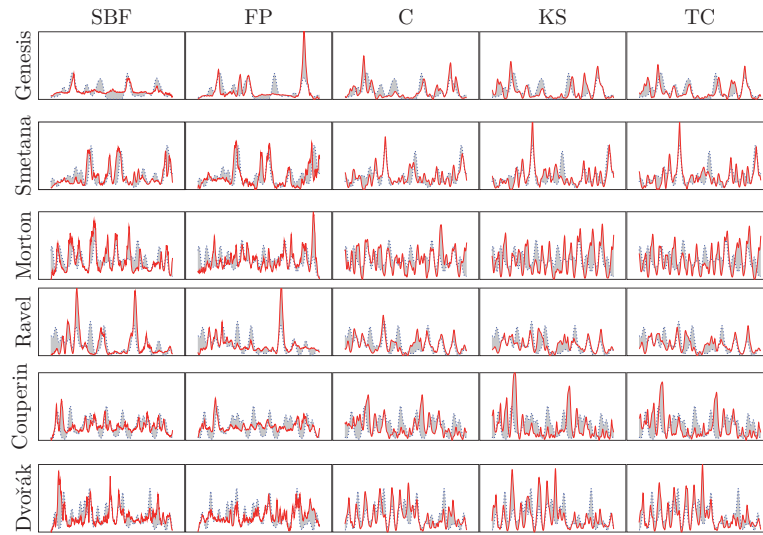 SBF FP C KS TC
Genesis
Smetana
Morton
Ravel
Couperin
Dvořák